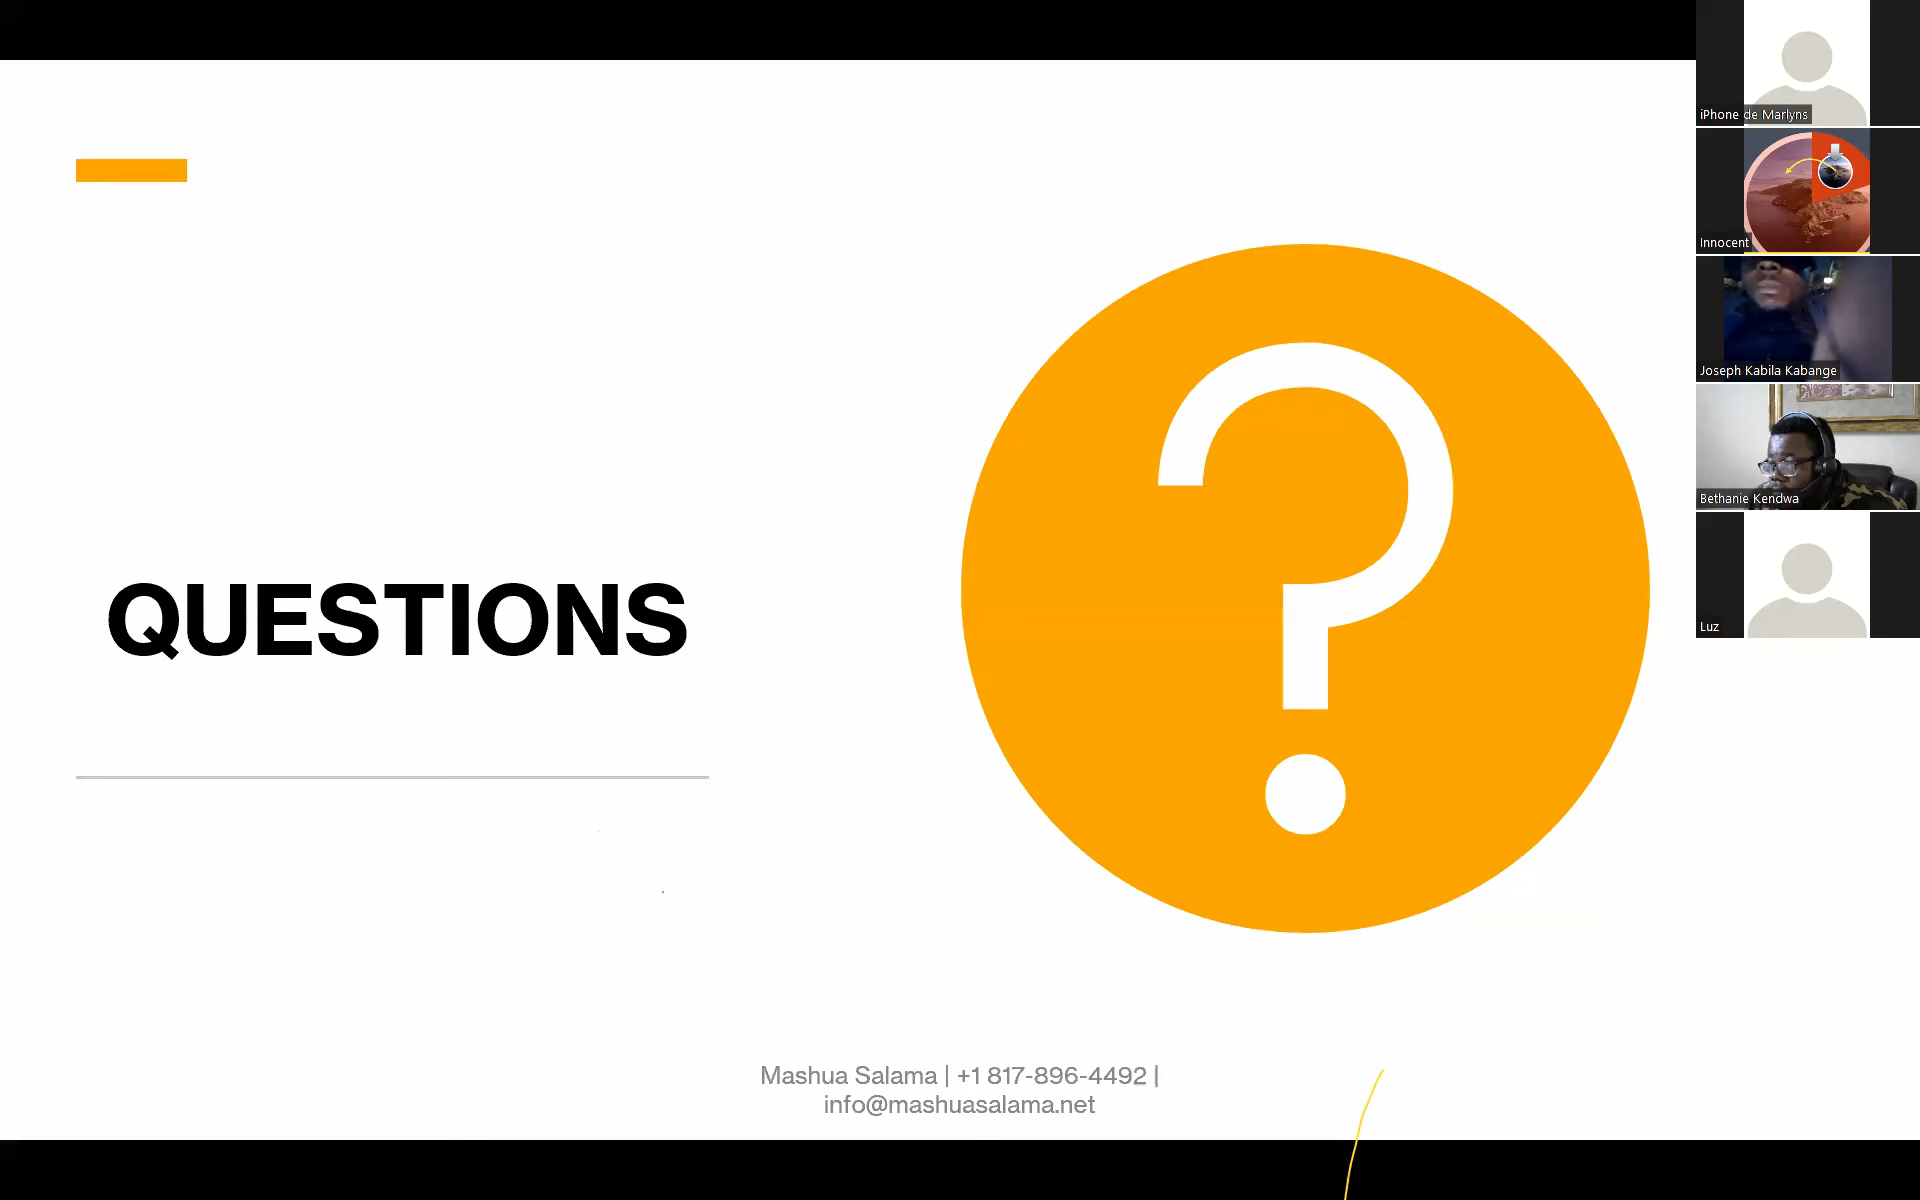 QUESTIONS
Mashua Salama | +1 817-896-4492 |
info@mashuasalama.net
iPhone de Marlyns
Innocent
Joseph Kabila Kabange
Bethanie Kendwa
Luz